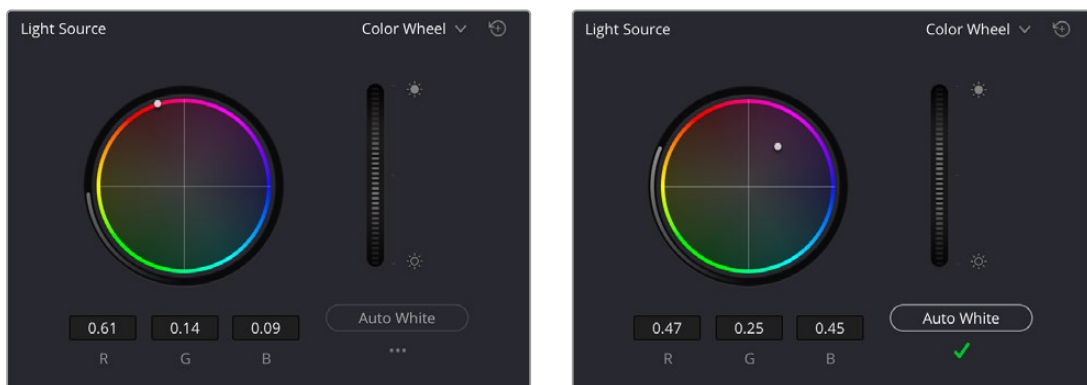 Light Source
Color Wheel
0.61
0.14
0.09
R
G
B
Auto White
Light Source
Color Wheel
0.47
0.25
0.45
R
G
B
Auto White